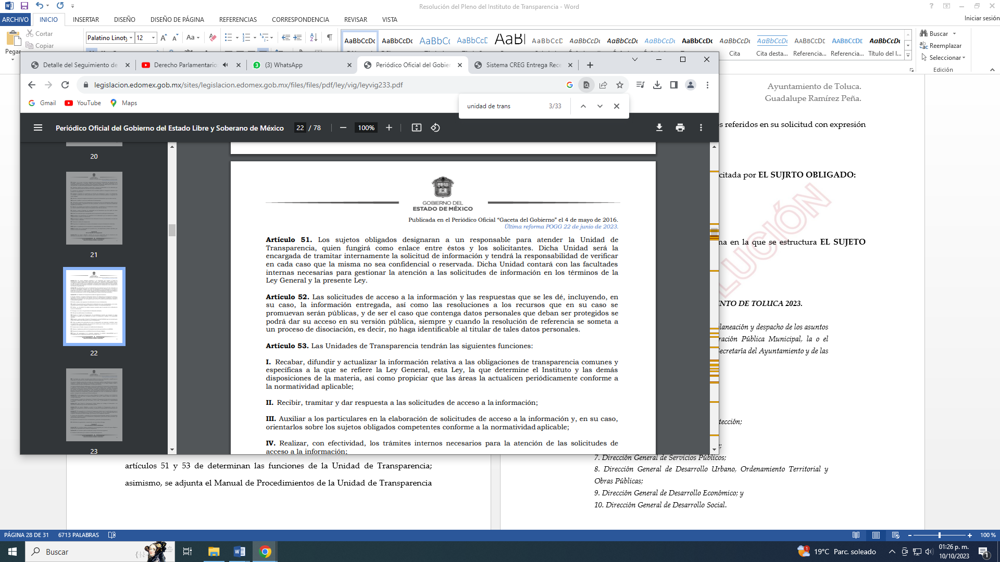 Resolución del Pleno del Instituto de Transparencia - Word
ARCHIVO INICIO INSERTAR DISEÑO DISEÑO DE PÁGINA REFERENCIAS CORRESPONDENCIA REVISAR VISTA
Iniciar sesión
Pegar
Cortar
Copiar
Palatino Linoty 12
AaBbCcDc AaBbCcDc AaBbCc AaBbCcD AaB AaBbCcD AaBbCcDc AaBbCcDc AaBbCcDc AaBbCcDc AaBbCcDc AaBbCcDc AABBCCDE AABBCCDE AaBbCcDc
Cita Cita desta... Referencia... Referencia... Título del l...
Buscar
Reemplazar
Seleccionar
Edición
Detalle del Seguimiento de
Derecho Parlamentario
(3) WhatsApp
Periódico Oficial del Gobier
Sistema CREG Entrega Rece
legislacion.edomex.gob.mx/sites/legislacion.edomex.gob.mx/files/files/pdf/ley/vig/leyvig233.pdf
Gmail YouTube Maps
unidad de trans 3/33
Periódico Oficial del Gobierno del Estado Libre y Soberano de México 22 / 78 100%
20
21
22
23
GOBIERNO DEL
ESTADO DE MÉXICO
Publicada en el Periódico Oficial “Gaceta del Gobierno” el 4 de mayo de 2016.
Última reforma POGG 22 de junio de 2023.
Artículo 51. Los sujetos obligados designaran a un responsable para atender la Unidad de
Transparencia, quien fungirá como enlace entre éstos y los solicitantes. Dicha Unidad será la
encargada de tramitar internamente la solicitud de información y tendrá la responsabilidad de verificar
en cada caso que la misma no sea confidencial o reservada. Dicha Unidad contará con las facultades
internas necesarias para gestionar la atención a las solicitudes de información en los términos de la
Ley General y la presente Ley.
Artículo 52. Las solicitudes de acceso a la información y las respuestas que se les dé, incluyendo, en
su caso, la información entregada, así como las resoluciones a los recursos que en su caso se
promuevan serán públicas, y de ser el caso que contenga datos personales que deban ser protegidos se
podrá dar su acceso en su versión pública, siempre y cuando la resolución de referencia se someta a
un proceso de disociación, es decir, no haga identificable al titular de tales datos personales.
Artículo 53. Las Unidades de Transparencia tendrán las siguientes funciones:
I. Recabar, difundir y actualizar la información relativa a las obligaciones de transparencia comunes y
específicas a la que se refiere la Ley General, esta Ley, la que determine el Instituto y las demás
disposiciones de la materia, así como propiciar que las áreas la actualicen periódicamente conforme a
la normatividad aplicable;
II. Recibir, tramitar y dar respuesta a las solicitudes de acceso a la información;
III. Auxiliar a los particulares en la elaboración de solicitudes de acceso a la información y, en su caso,
orientarlos sobre los sujetos obligados competentes conforme a la normatividad aplicable;
IV. Realizar, con efectividad, los trámites internos necesarios para la atención de las solicitudes de
acceso a la información;
artículos 51 y 53 de determinan las funciones de la Unidad de Transparencia;
asimismo, se adjunta el Manual de Procedimientos de la Unidad de Transparencia
Ayuntamiento de Toluca.
Guadalupe Ramírez Peña.
s referidos en su solicitud con expresión
citada por EL SUJRTO OBLIGADO:
LUCIÓN
ma en la que se estructura EL SUJETO
NTO DE TOLUCA 2023.
laneación y despacho de los asuntos
ración Pública Municipal, la o el
ecretaría del Ayuntamiento y de las
tección;
7. Dirección General de Servicios Públicos;
8. Dirección General de Desarrollo Urbano, Ordenamiento Territorial y
Obras Públicas;
9. Dirección General de Desarrollo Económico; y
10. Dirección General de Desarrollo Social.
PÁGINA 28 DE 31 6713 PALABRAS
100 %
Buscar
19°C Parc. soleado
01:26 p. m.
10/10/2023